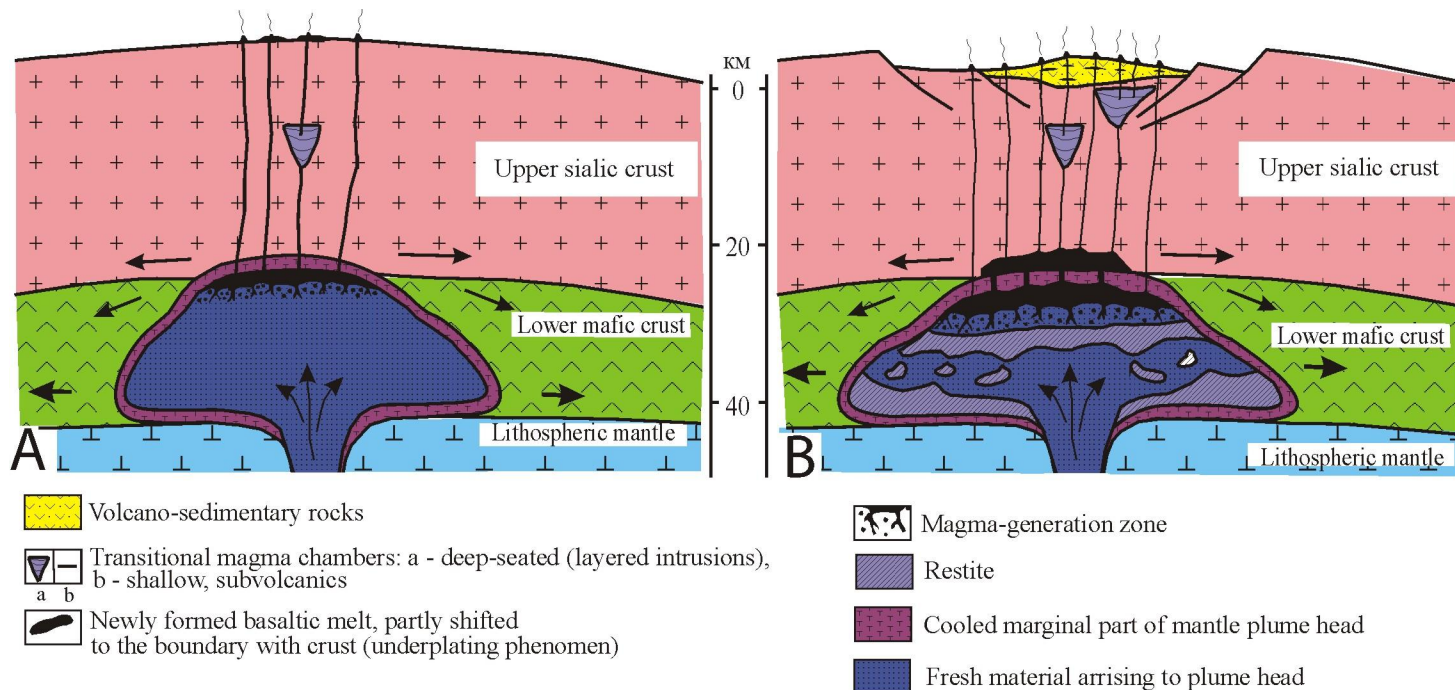 КМ
0
20
40
Upper sialic crust
Lower mafic crust
Lithospheric mantle
A
Upper sialic crust
Lower mafic crust
Lithospheric mantle
B
Volcano-sedimentary rocks
Transitional magma chambers: a - deep-seated (layered intrusions),
b - shallow, subvolcanics
a b
Newly formed basaltic melt, partly shifted
to the boundary with crust (underplating phenomen)
Magma-generation zone
Restite
Cooled marginal part of mantle plume head
Fresh material arrising to plume head